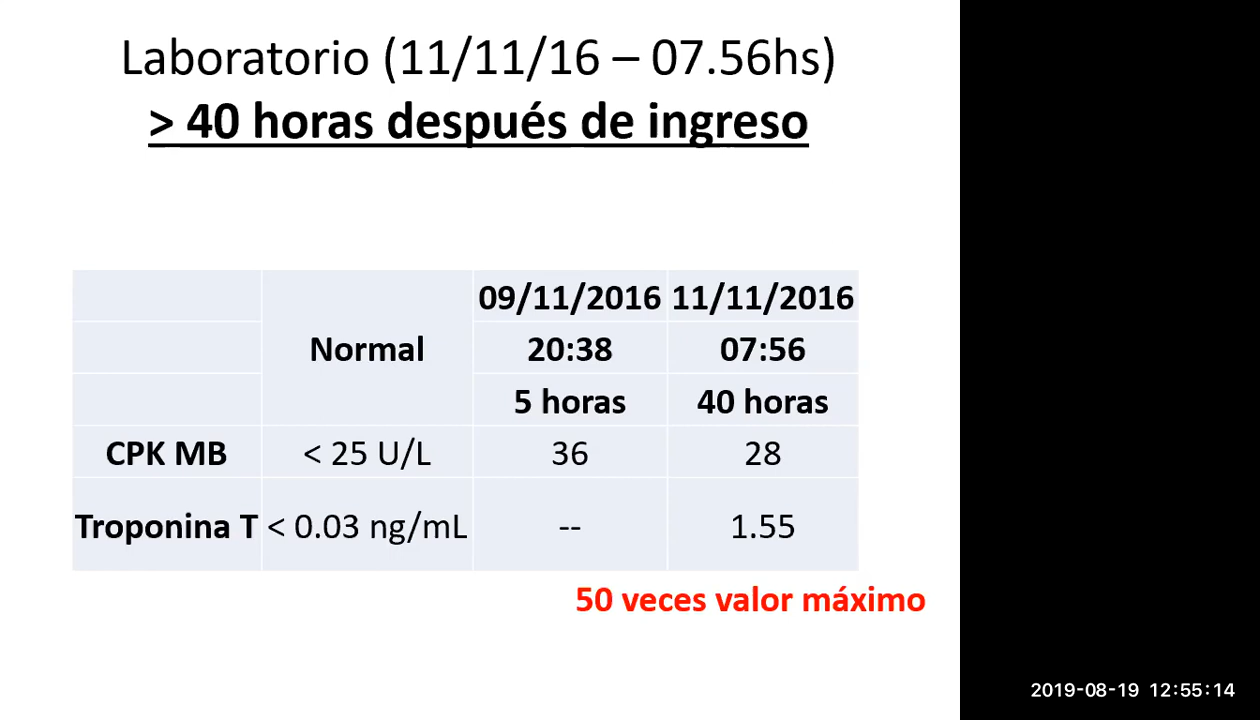 Laboratorio (11/11/16 – 07.56hs)
> 40 horas después de ingreso
09/11/2016 11/11/2016
Normal 20:38 07:56
5 horas 40 horas
CPK MB < 25 U/L 36 28
Troponina T < 0.03 ng/mL -- 1.55
50 veces valor máximo
2019-08-19 12:55:14